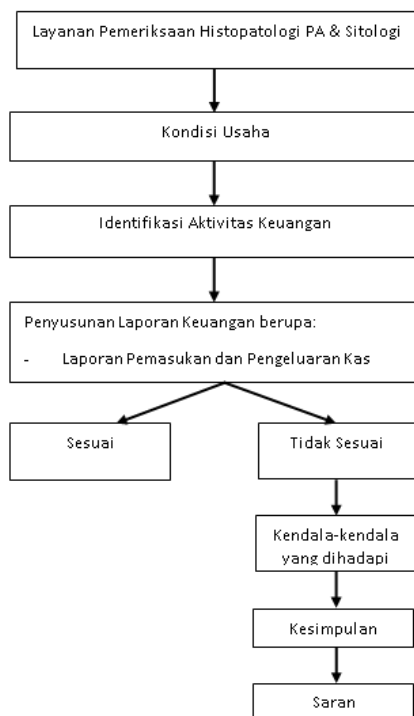 Layanan Pemeriksaan Histopatologi PA & Sitologi
Kondisi Usaha
Identifikasi Aktivitas Keuangan
Penyusunan Laporan Keuangan berupa:
- Laporan Pemasukan dan Pengeluaran Kas
Sesuai
Tidak Sesuai
Kendala-kendala
yang dihadapi
Kesimpulan
Saran